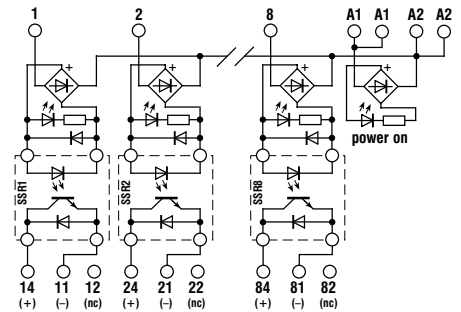 1 2 8 A1 A1 A2 A2
+ + + +
power on
SSR1 SSR2 SSR8
14 11 12 24 21 22 84 81 82
(+) (–) (nc) (+) (–) (nc) (+) (–) (nc)